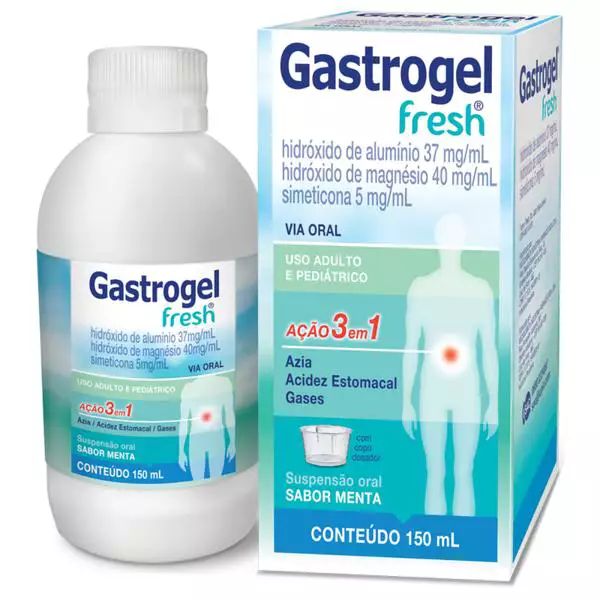 Gastrogel
fresh®
hidróxido de alumínio 37mg/mL
hidróxido de magnésio 40mg/mL
simeticona 5mg/mL
VIA ORAL
USO ADULTO E PEDIÁTRICO
AÇÃO 3 em 1
Azia / Acidez Estomacal / Gases
Suspensão oral
SABOR MENTA
CONTEÚDO 150 mL
Gastrogel
fresh®
hidróxido de alumínio 37 mg/mL
hidróxido de magnésio 40 mg/mL
simeticona 5 mg/mL
VIA ORAL
USO ADULTO
E PEDIÁTRICO
AÇÃO 3 em 1
Azia
Acidez Estomacal
Gases
com
copo
dosador
Suspensão oral
SABOR MENTA
CONTEÚDO 150 mL